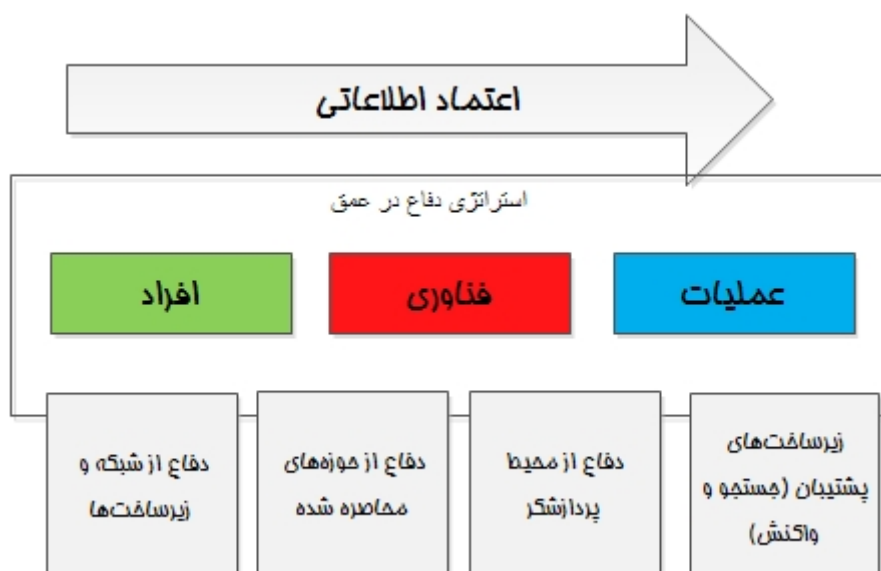 اعتماد اطلاعاتی
استراتژی دفاع در عمق
عملیات
فناوری
افراد
زیرساخت‌های
پشتیبان (جستجو و
واکنش)
دفاع از محیط
پردازشگر
دفاع از حوزه‌های
محاصره شده
دفاع از شبکه و
زیرساخت‌ها